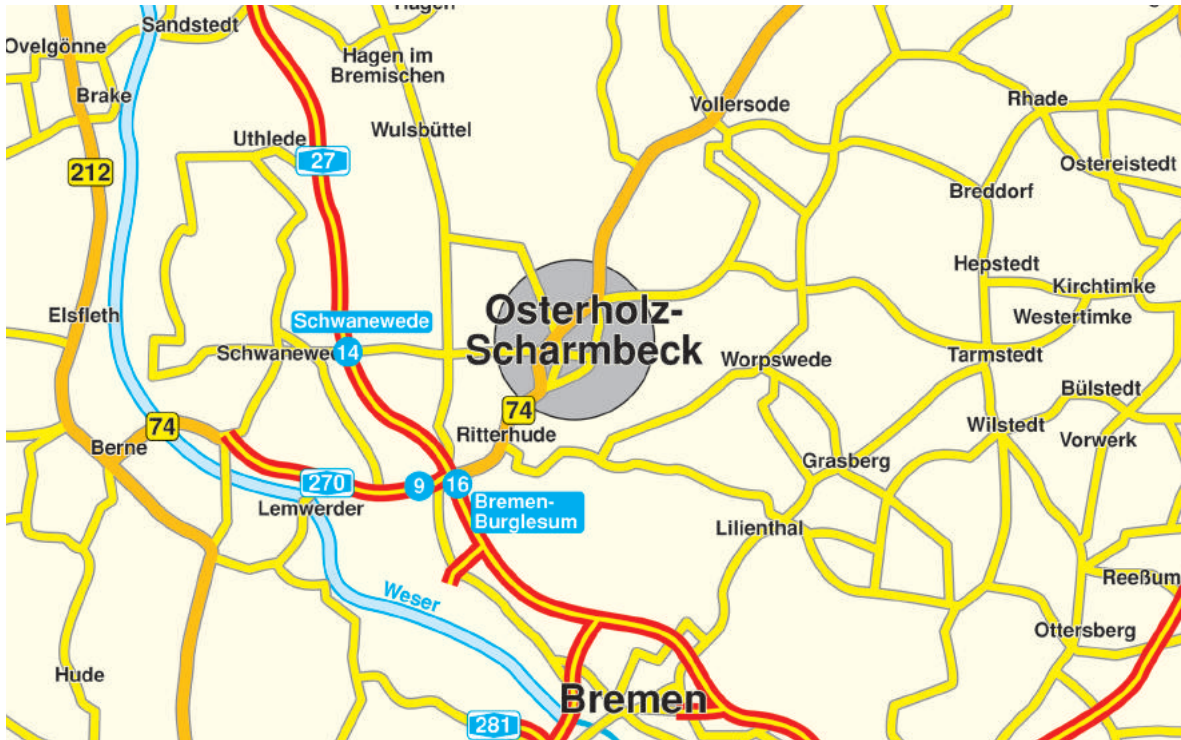 Hagen
Sandstedt
Ovelgönne
Hagen im
Bremischen
Brake
Vollersode
Rhade
Wulsbüttel
Uthlede
27
212
Ostereistedt
Breddorf
Hepstedt
Kirchtimke
Elsfleth
Westertimke
Schwanewede
Osterholz-
Scharmbeck
14
Worpswede
Tarmstedt
Bülstedt
74
74
Wilstedt
Ritterhude
Vorwerk
Berne
Grasberg
270
9
16
Bremen-
Burglesum
Lemwerder
Lilienthal
Reeßum
Weser
Ottersberg
Hude
Bremen
281